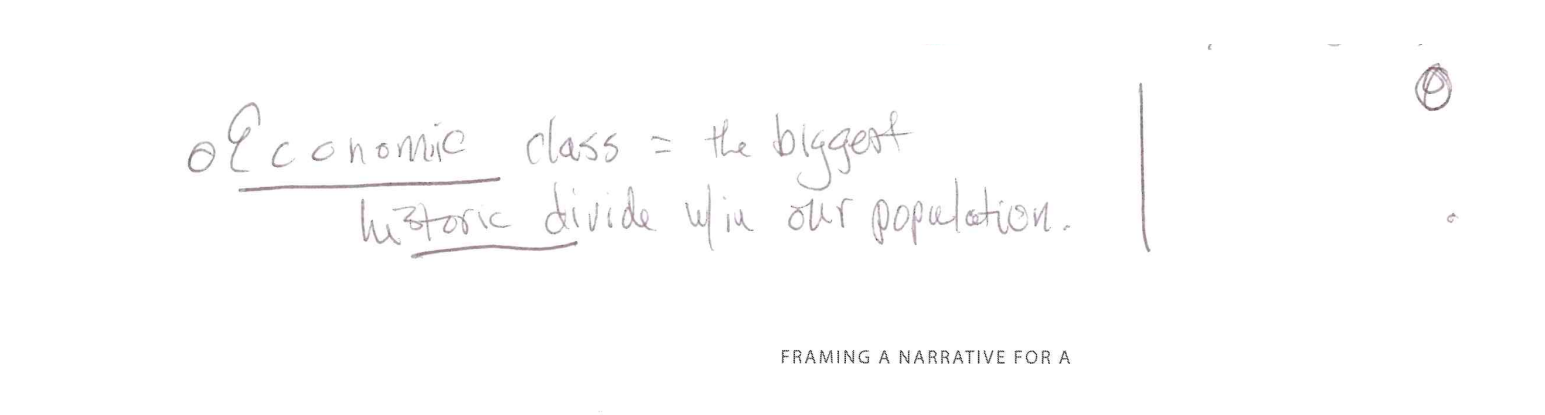 o Economic class = the biggest
historic divide w/in our population.
FRAMING A NARRATIVE FOR A